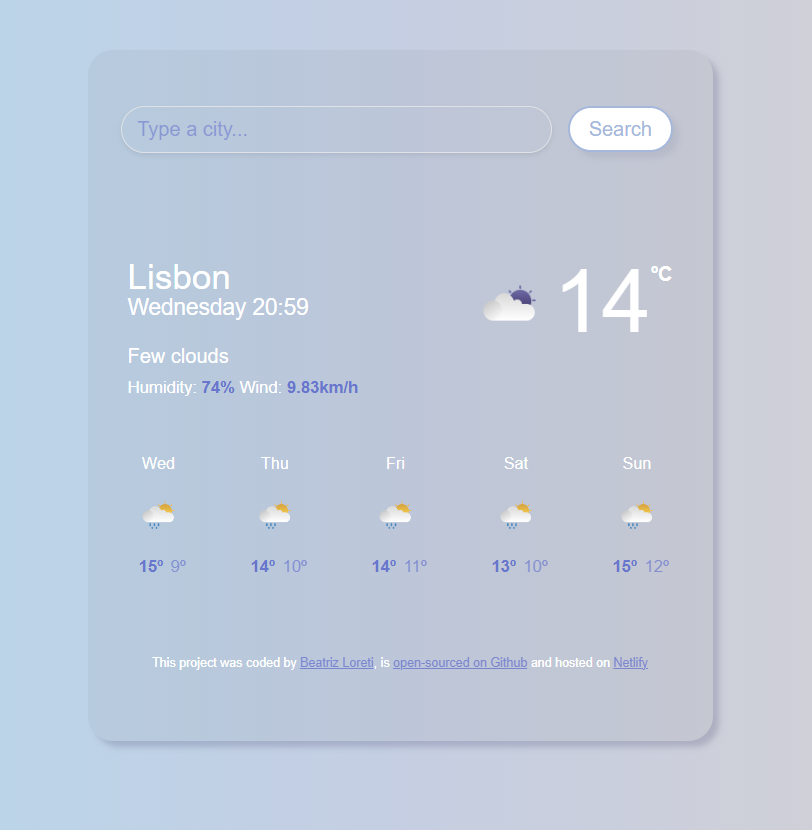 Type a city... Search
Lisbon
14 ºC
Wednesday 20:59
Few clouds
Humidity: 74% Wind: 9.83km/h
Wed Thu Fri Sat Sun
15º 9º 14º 10º 14º 11º 13º 10º 15º 12º
This project was coded by Beatriz Loreti, is open-sourced on Github and hosted on Netlify